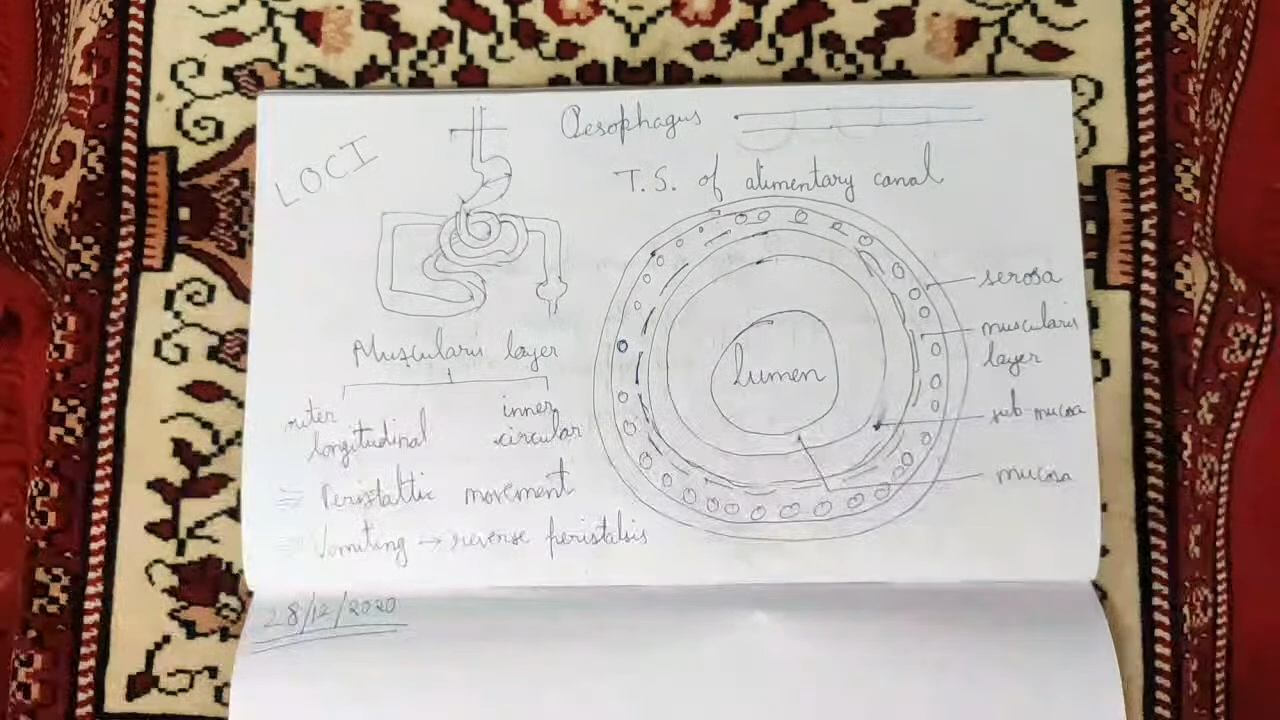 LOCI
Oesophagus
T.S. of alimentary canal
serosa
muscularis
layer
sub mucosa
mucosa
lumen
Muscularis layer
outer
longitudinal
inner
circular
Peristaltic movement
Vomiting → reverse peristalsis
28/12/2020